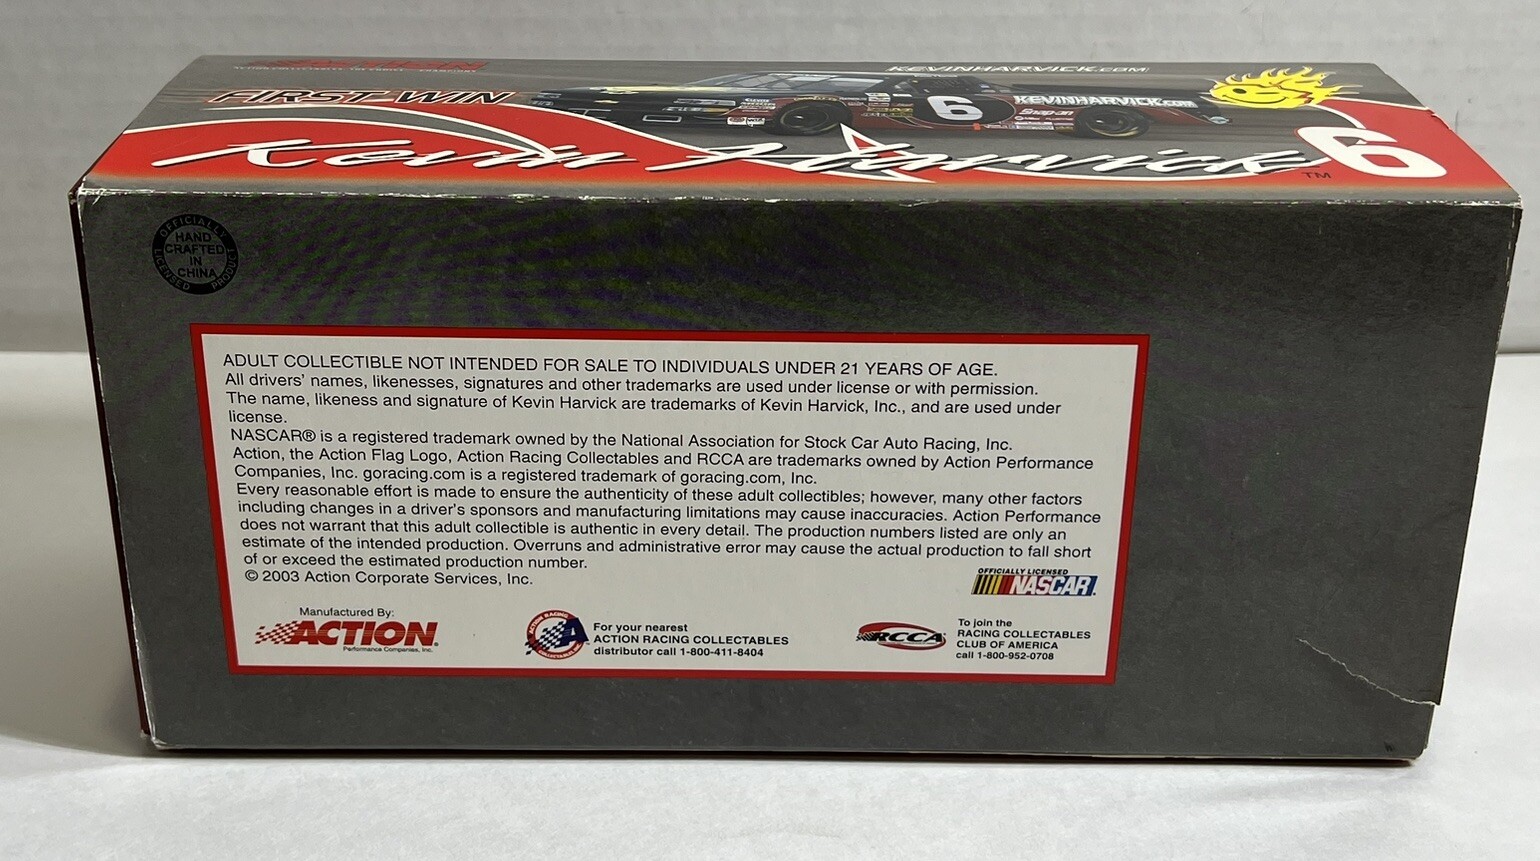 KEVINHARVICK.COM
FIRST WIN
6
KEVINHARVICK.com
Snap-on
Kevin Harvick
TM
6
OFFICIALLY LICENSED PRODUCT
HAND
CRAFTED
IN
CHINA
ADULT COLLECTIBLE NOT INTENDED FOR SALE TO INDIVIDUALS UNDER 21 YEARS OF AGE.
All drivers' names, likenesses, signatures and other trademarks are used under license or with permission.
The name, likeness and signature of Kevin Harvick are trademarks of Kevin Harvick, Inc., and are used under
license.
NASCAR® is a registered trademark owned by the National Association for Stock Car Auto Racing, Inc.
Action, the Action Flag Logo, Action Racing Collectables and RCCA are trademarks owned by Action Performance
Companies, Inc. goracing.com is a registered trademark of goracing.com, Inc.
Every reasonable effort is made to ensure the authenticity of these adult collectibles; however, many other factors
including changes in a driver's sponsors and manufacturing limitations may cause inaccuracies. Action Performance
does not warrant that this adult collectible is authentic in every detail. The production numbers listed are only an
estimate of the intended production. Overruns and administrative error may cause the actual production to fall short
of or exceed the estimated production number.
© 2003 Action Corporate Services, Inc.
OFFICIALLY LICENSED
NASCAR.
Manufactured By:
ACTION
Performance Companies, Inc.
ACTION RACING
A
COLLECTABLES, INC.
For your nearest
ACTION RACING COLLECTABLES
distributor call 1-800-411-8404
RCCA
To join the
RACING COLLECTABLES
CLUB OF AMERICA
call 1-800-952-0708